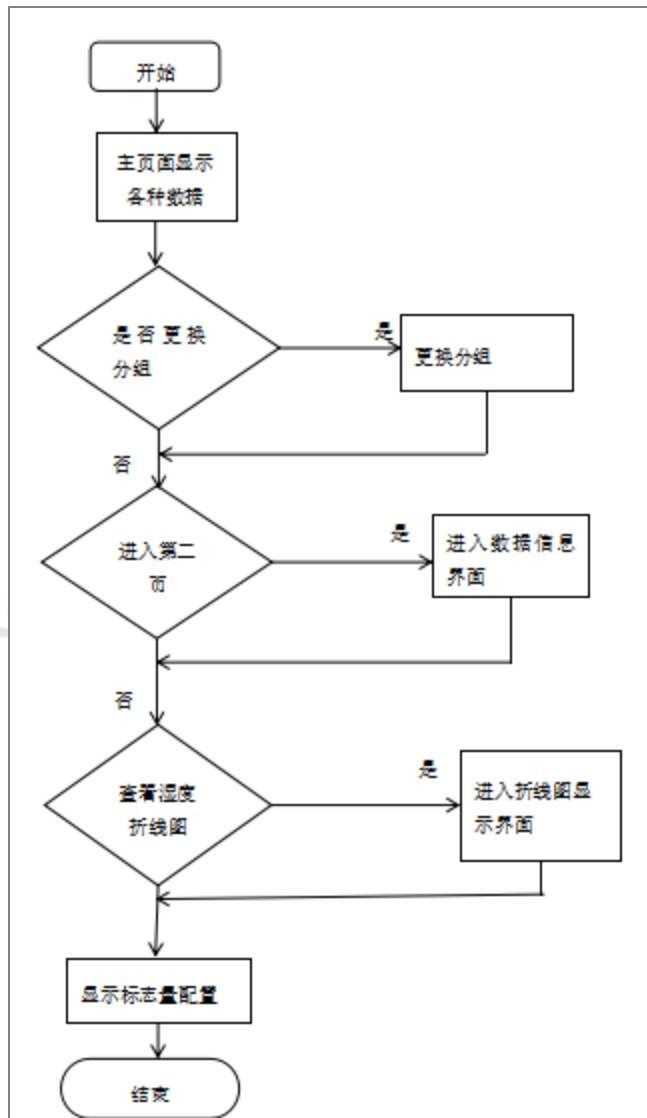 开始
主页面显示
各种数据
是否更换
分组
是
更换分组
否
进入第二
页
是
进入数据信息
界面
否
查看湿度
折线图
是
进入折线图显
示界面
显示标志量配置
结束